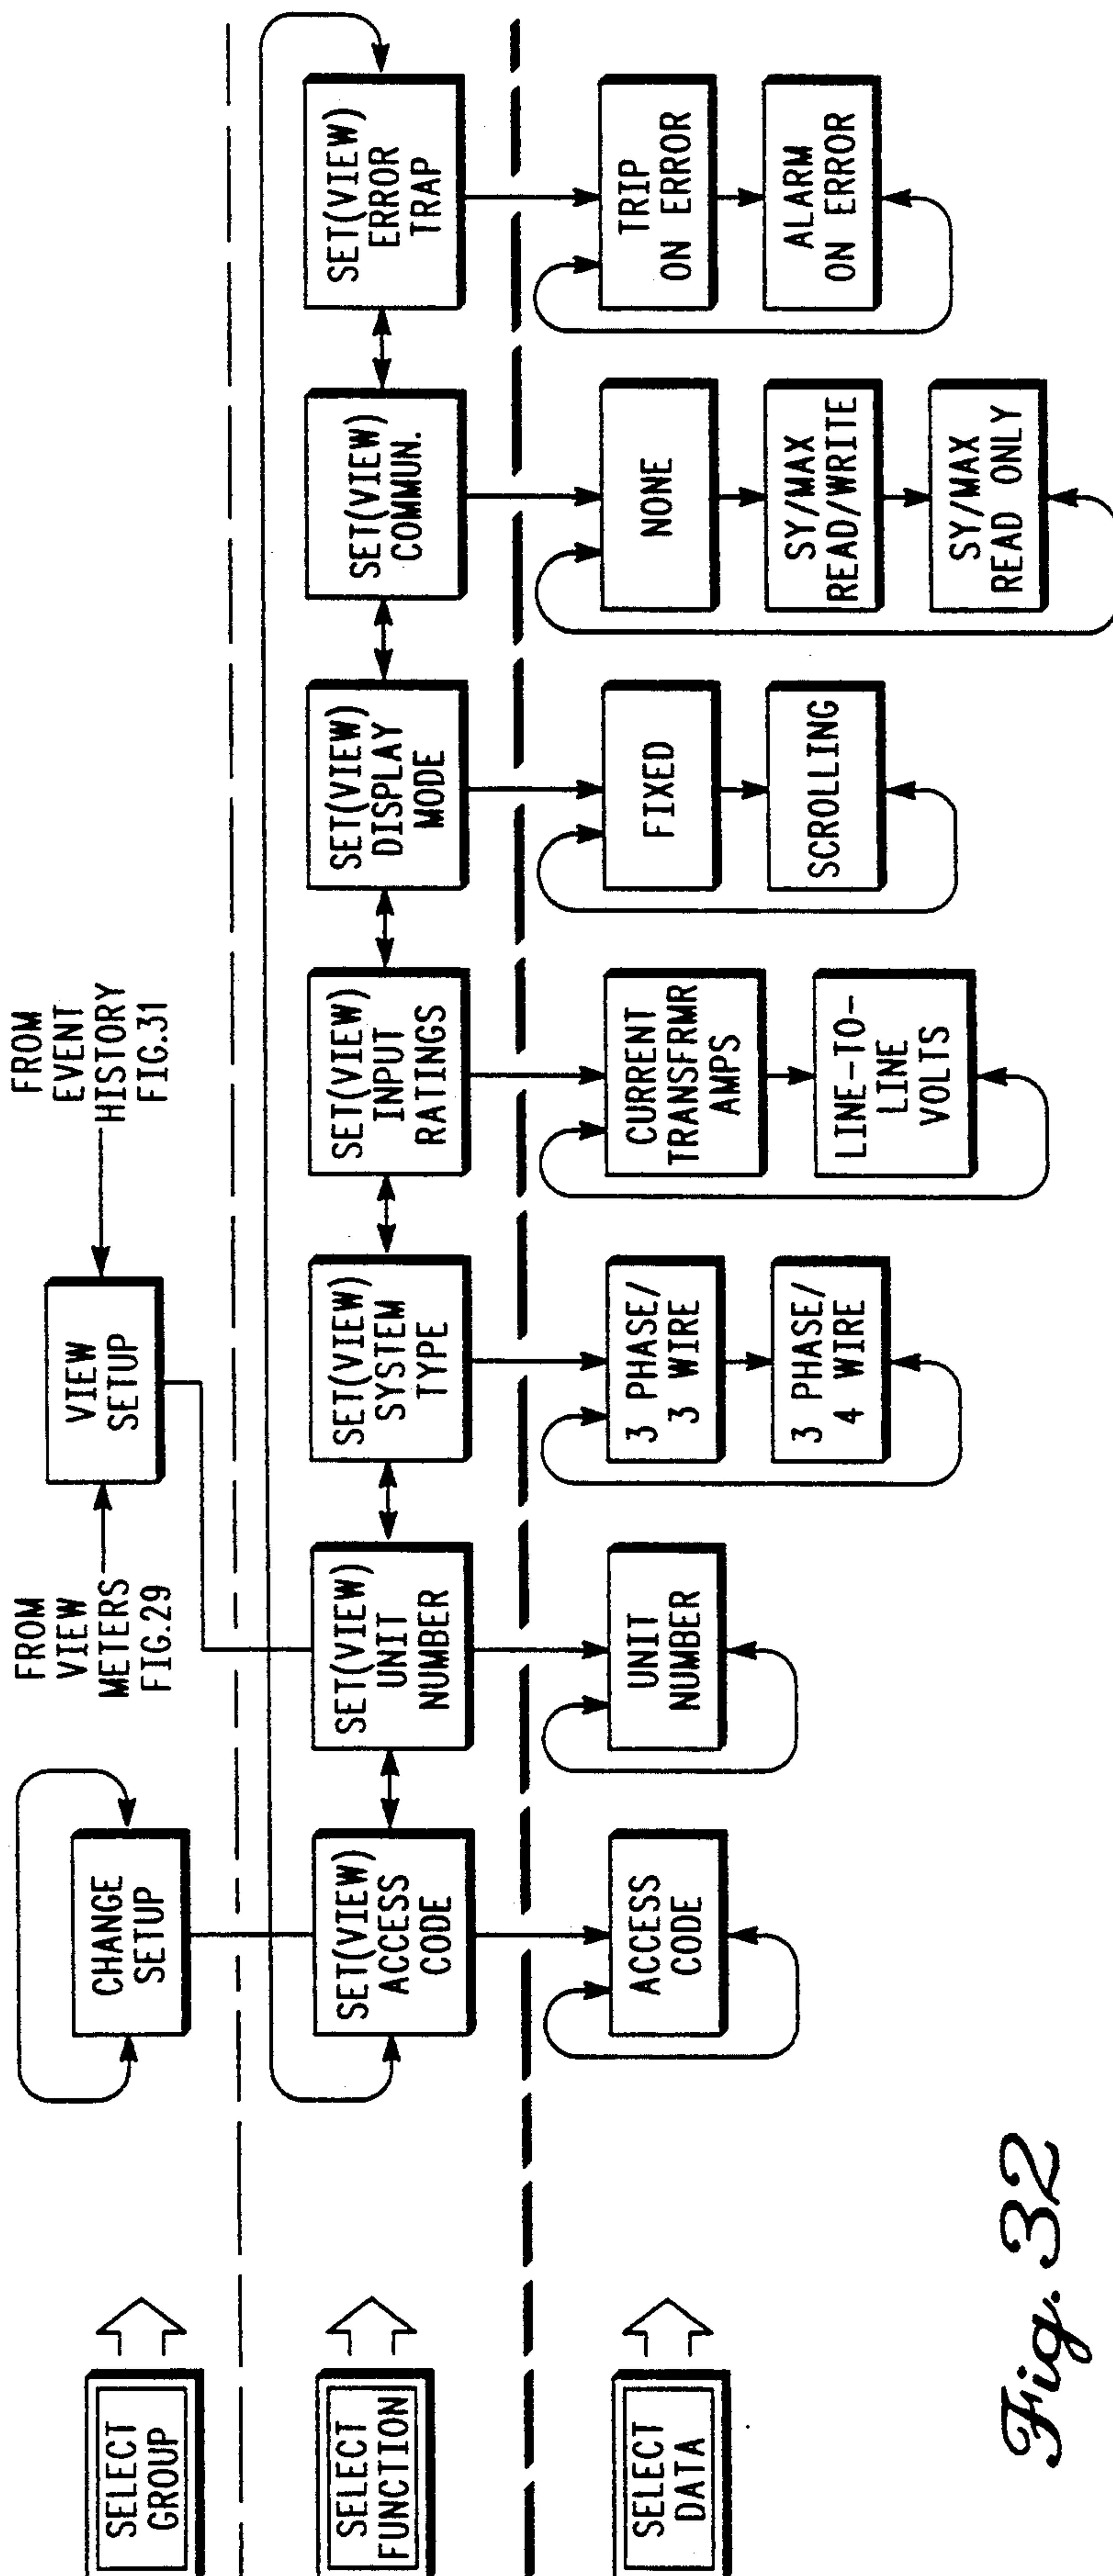 SELECT
GROUP
CHANGE
SETUP
FROM
VIEW
METERS
FIG.29
VIEW
SETUP
FROM
EVENT
HISTORY
FIG.31
SELECT
FUNCTION
SET(VIEW)
ACCESS
CODE
SET(VIEW)
UNIT
NUMBER
SET(VIEW)
SYSTEM
TYPE
SET(VIEW)
INPUT
RATINGS
SET(VIEW)
DISPLAY
MODE
SET(VIEW)
COMMUN.
SET(VIEW)
ERROR
TRAP
SELECT
DATA
ACCESS
CODE
UNIT
NUMBER
3 PHASE/
3 WIRE
3 PHASE/
4 WIRE
CURRENT
TRANSFRMR
AMPS
LINE-TO-
LINE
VOLTS
FIXED
SCROLLING
NONE
SY/MAX
READ/WRITE
SY/MAX
READ ONLY
TRIP
ON ERROR
ALARM
ON ERROR
Fig. 32